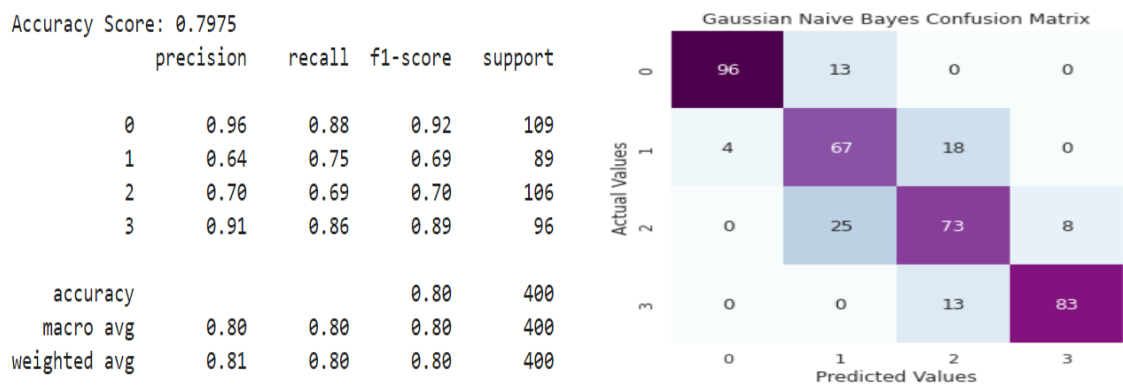 Accuracy Score: 0.7975
precision recall f1-score support
0 0.96 0.88 0.92 109
1 0.64 0.75 0.69 89
2 0.70 0.69 0.70 106
3 0.91 0.86 0.89 96
accuracy 0.80 400
macro avg 0.80 0.80 0.80 400
weighted avg 0.81 0.80 0.80 400
Gaussian Naive Bayes Confusion Matrix
Actual Values
0 96 13 0 0
1 4 67 18 0
2 0 25 73 8
3 0 0 13 83
0 1 2 3
Predicted Values